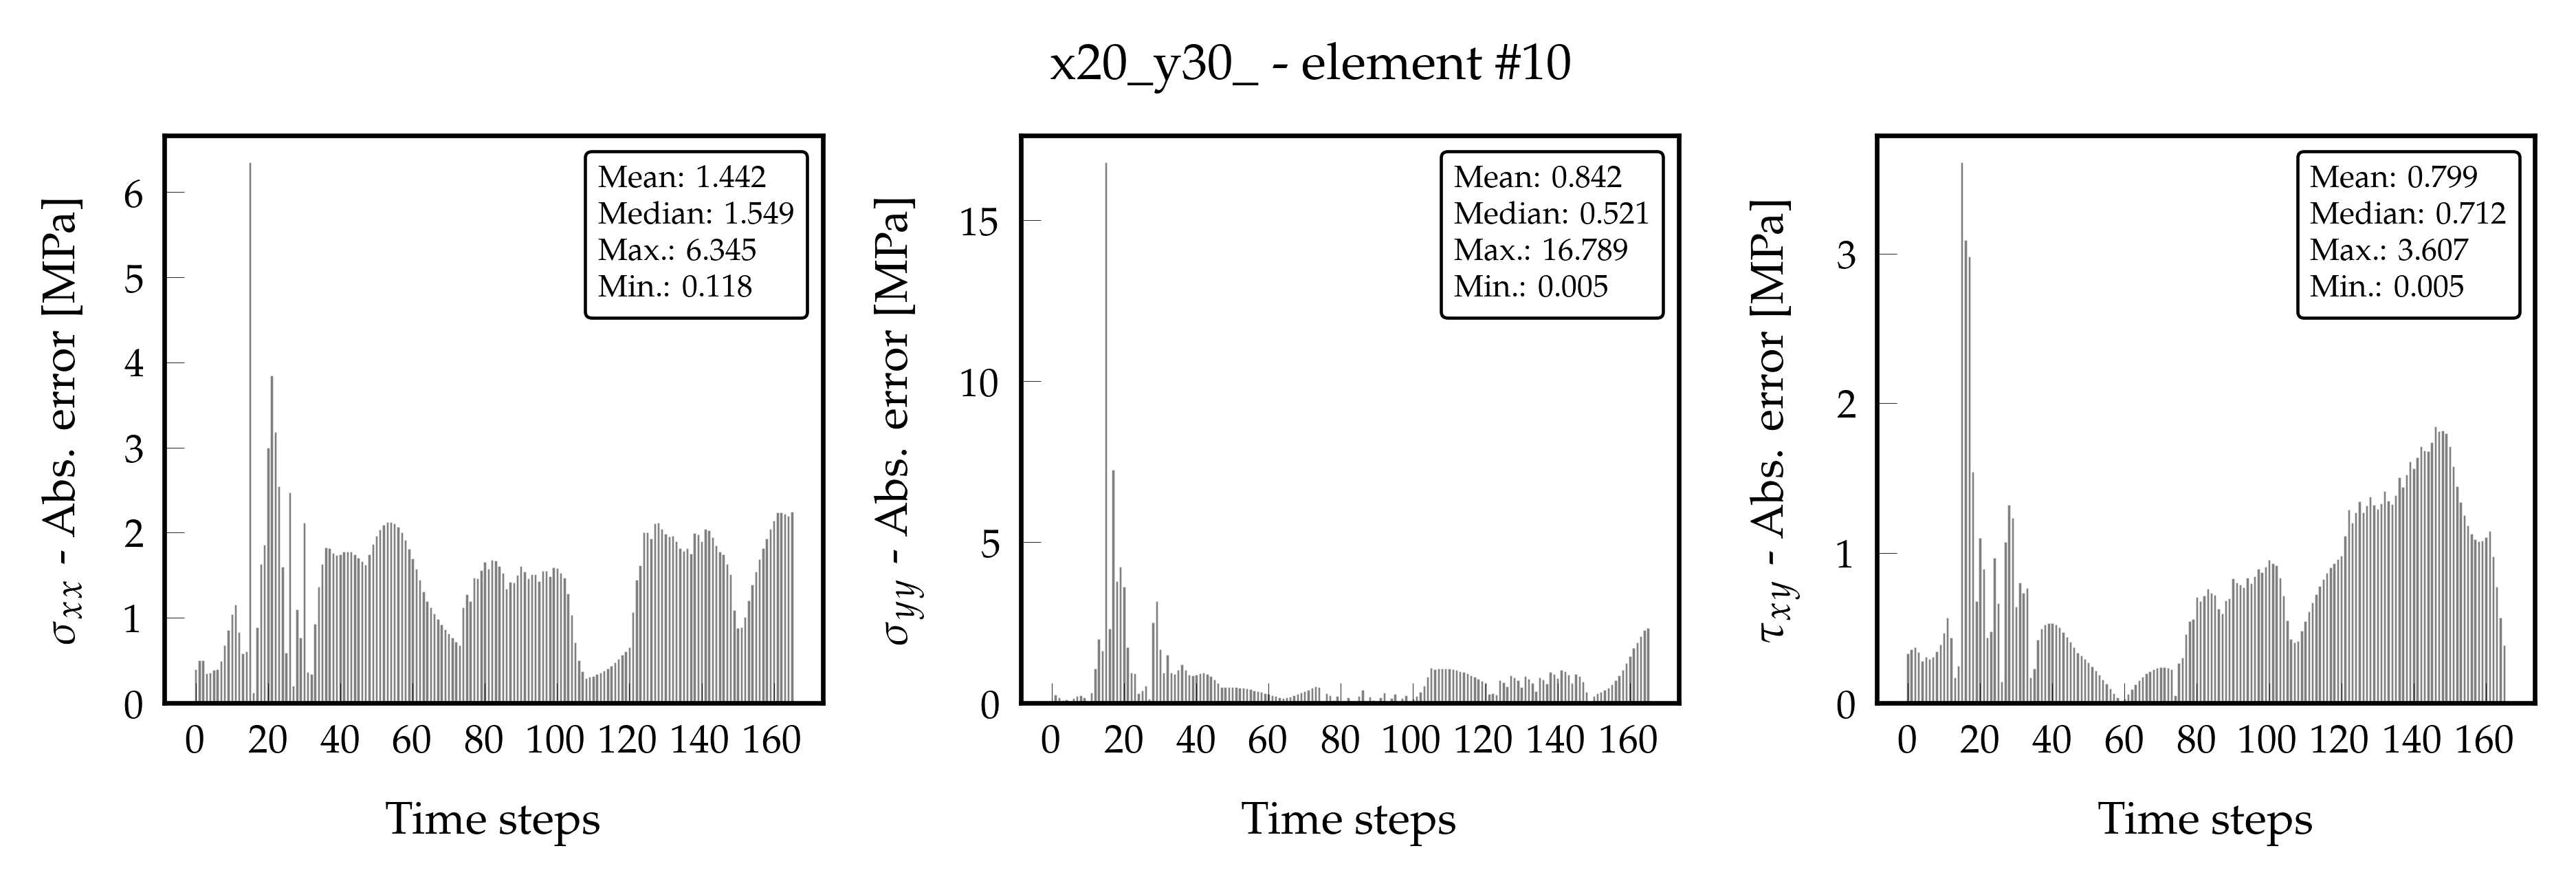 x20_y30_ - element #10
σxx - Abs. error [MPa]
6
5
4
3
2
1
0
Mean: 1.442
Median: 1.549
Max.: 6.345
Min.: 0.118
0 20 40 60 80 100 120 140 160
Time steps
σyy - Abs. error [MPa]
15
10
5
0
Mean: 0.842
Median: 0.521
Max.: 16.789
Min.: 0.005
0 20 40 60 80 100 120 140 160
Time steps
τxy - Abs. error [MPa]
3
2
1
0
Mean: 0.799
Median: 0.712
Max.: 3.607
Min.: 0.005
0 20 40 60 80 100 120 140 160
Time steps